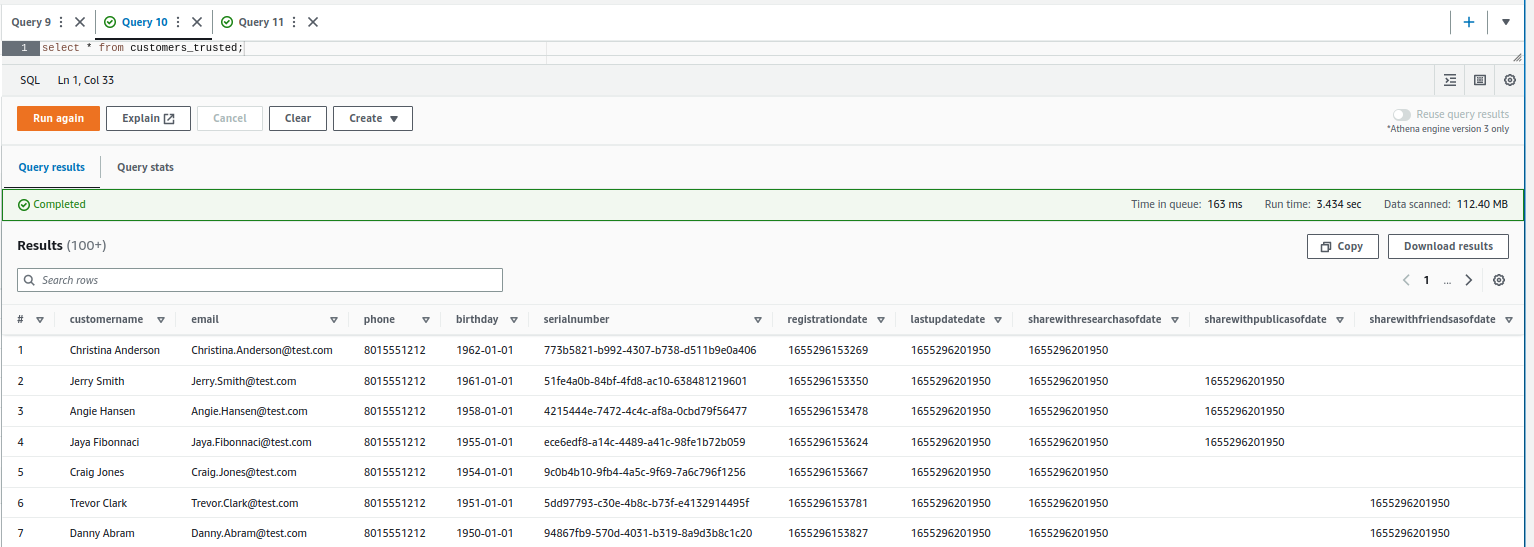 Query 9 Query 10 Query 11
1 select * from customers_trusted;
SQL Ln 1, Col 33
Run again Explain Cancel Clear Create Reuse query results
*Athena engine version 3 only
Query results Query stats
Completed Time in queue: 163 ms Run time: 3.434 sec Data scanned: 112.40 MB
Results (100+) Copy Download results
Search rows 1 ...
# customername email phone birthday serialnumber registrationdate lastupdatedate sharewithresearchasofdate sharewithpublicasofdate sharewithfriendsasofdate
1 Christina Anderson Christina.Anderson@test.com 8015551212 1962-01-01 773b5821-b992-4307-b738-d511b9e0a406 1655296153269 1655296201950 1655296201950
2 Jerry Smith Jerry.Smith@test.com 8015551212 1961-01-01 51fe4a0b-84bf-4fd8-ac10-638481219601 1655296153350 1655296201950 1655296201950 1655296201950
3 Angie Hansen Angie.Hansen@test.com 8015551212 1958-01-01 4215444e-7472-4c4c-af8a-0cbd79f56477 1655296153478 1655296201950 1655296201950 1655296201950
4 Jaya Fibonnaci Jaya.Fibonnaci@test.com 8015551212 1955-01-01 ece6edf8-a14c-4489-a41c-98fe1b72b059 1655296153624 1655296201950 1655296201950 1655296201950
5 Craig Jones Craig.Jones@test.com 8015551212 1954-01-01 9c0b4b10-9fb4-4a5c-9f69-7a6c796f1256 1655296153667 1655296201950 1655296201950
6 Trevor Clark Trevor.Clark@test.com 8015551212 1951-01-01 5dd97793-c30e-4b8c-b73f-e4132914495f 1655296153781 1655296201950 1655296201950 1655296201950
7 Danny Abram Danny.Abram@test.com 8015551212 1950-01-01 94867fb9-570d-4031-b319-8a9d3b8c1c20 1655296153827 1655296201950 1655296201950 1655296201950